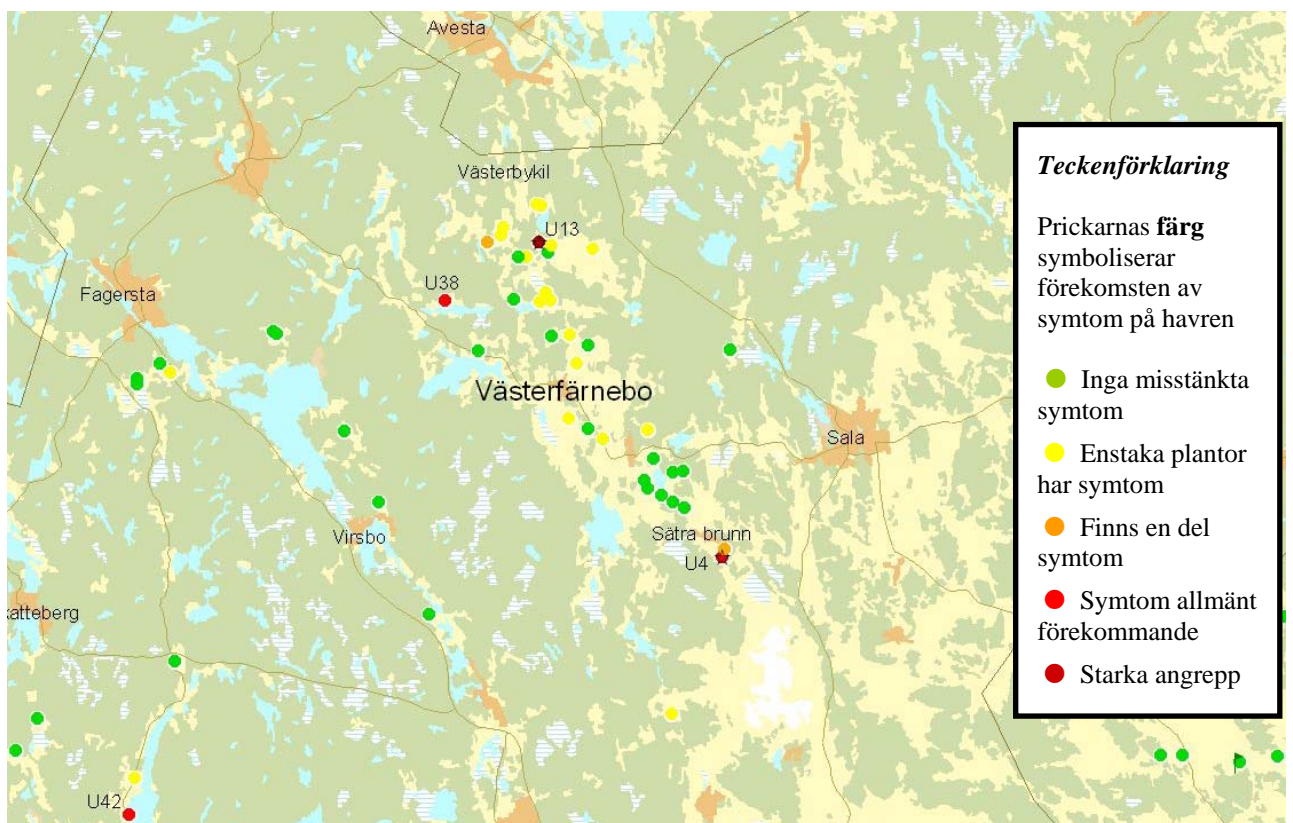 Avesta
Västerbykil
U13
U38
Fagersta
Västerfärnebo
Sala
Sätra brunn
U4
Virsbo
katteberg
U42
Teckenförklaring
Prickarnas färg
symboliserar
förekomsten av
symtom på havren
Inga misstänkta
symtom
Enstaka plantor
har symtom
Finns en del
symtom
Symtom allmänt
förekommande
Starka angrepp